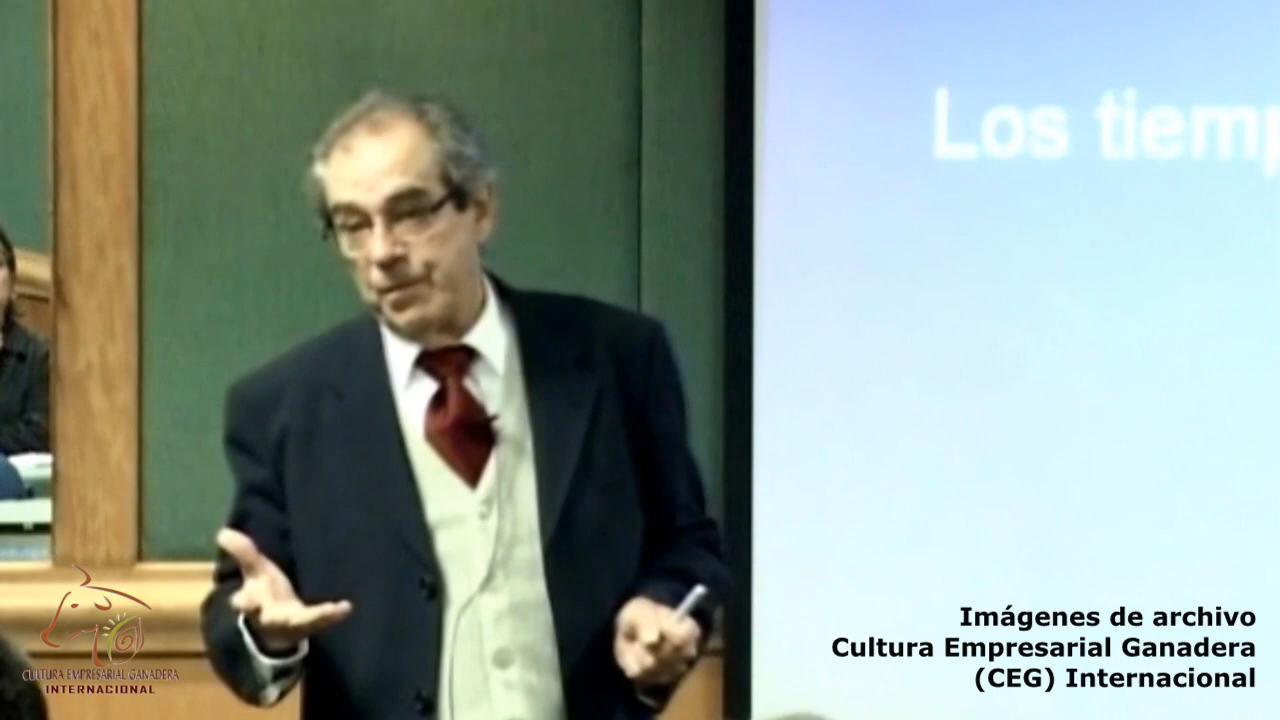 Los tiemp
Imágenes de archivo
Cultura Empresarial Ganadera
(CEG) Internacional
CULTURA EMPRESARIAL GANADERA
INTERNACIONAL